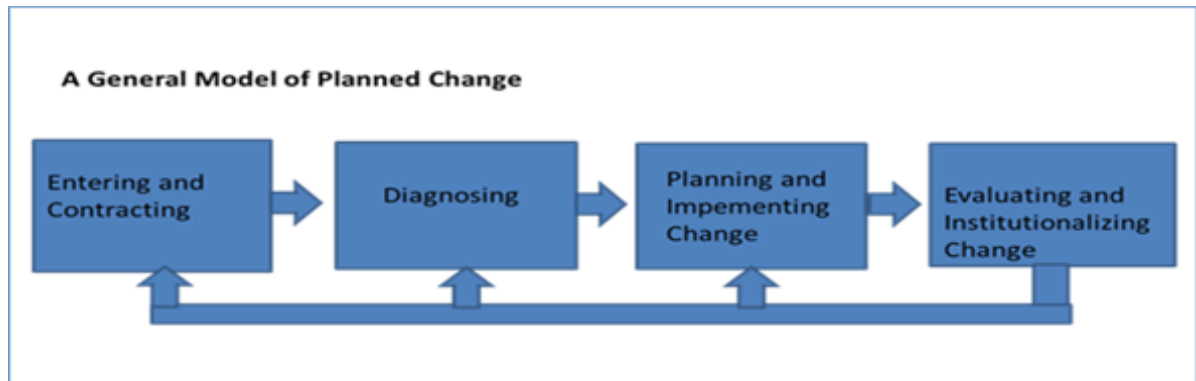 A General Model of Planned Change
Entering and
Contracting
Diagnosing
Planning and
Impementing
Change
Evaluating and
Institutionalizing
Change